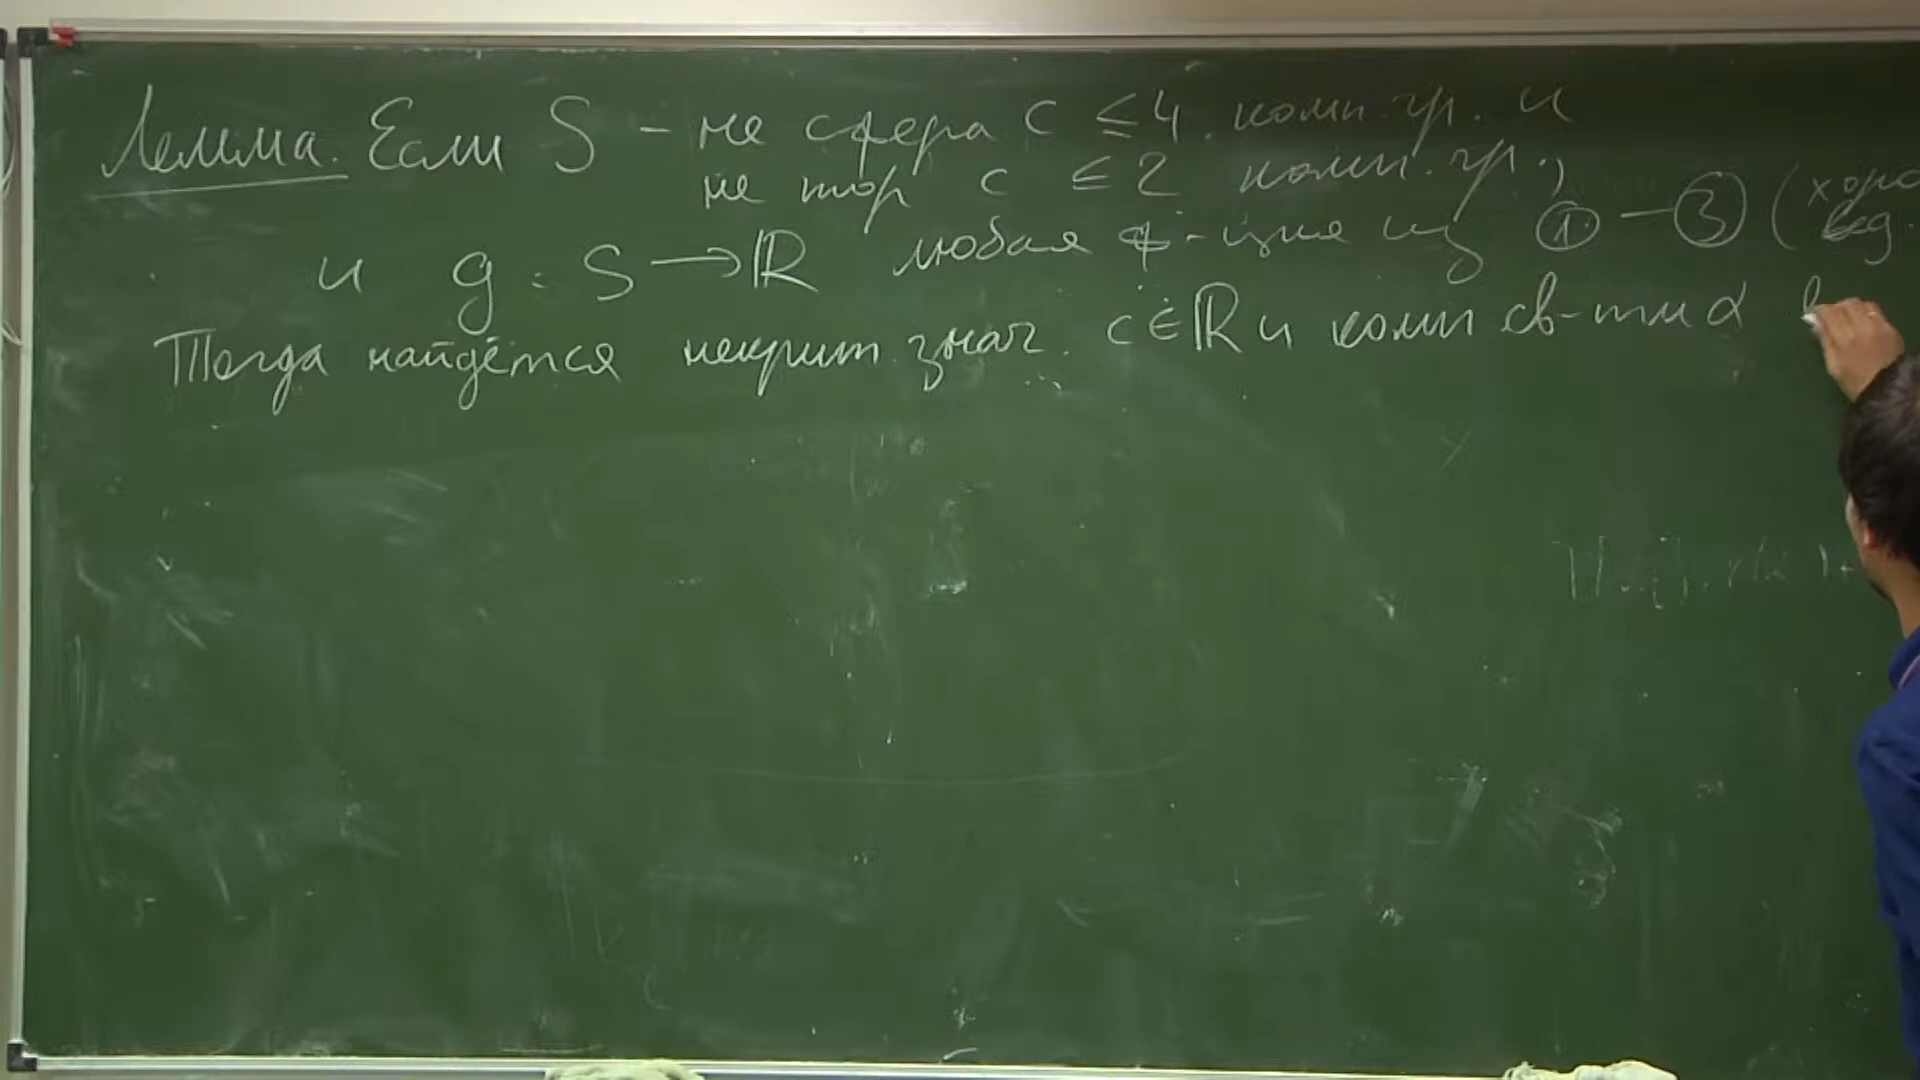 Лемма. Если S – не сфера с ≤ 4 комп. гр. и
не тор с ≤ 2 комп. гр.,
и g : S → ℝ любая ф-ция из ① – ③ (хоро
Тогда найдётся некрит. знач. c ∈ ℝ и комп св-ти α в